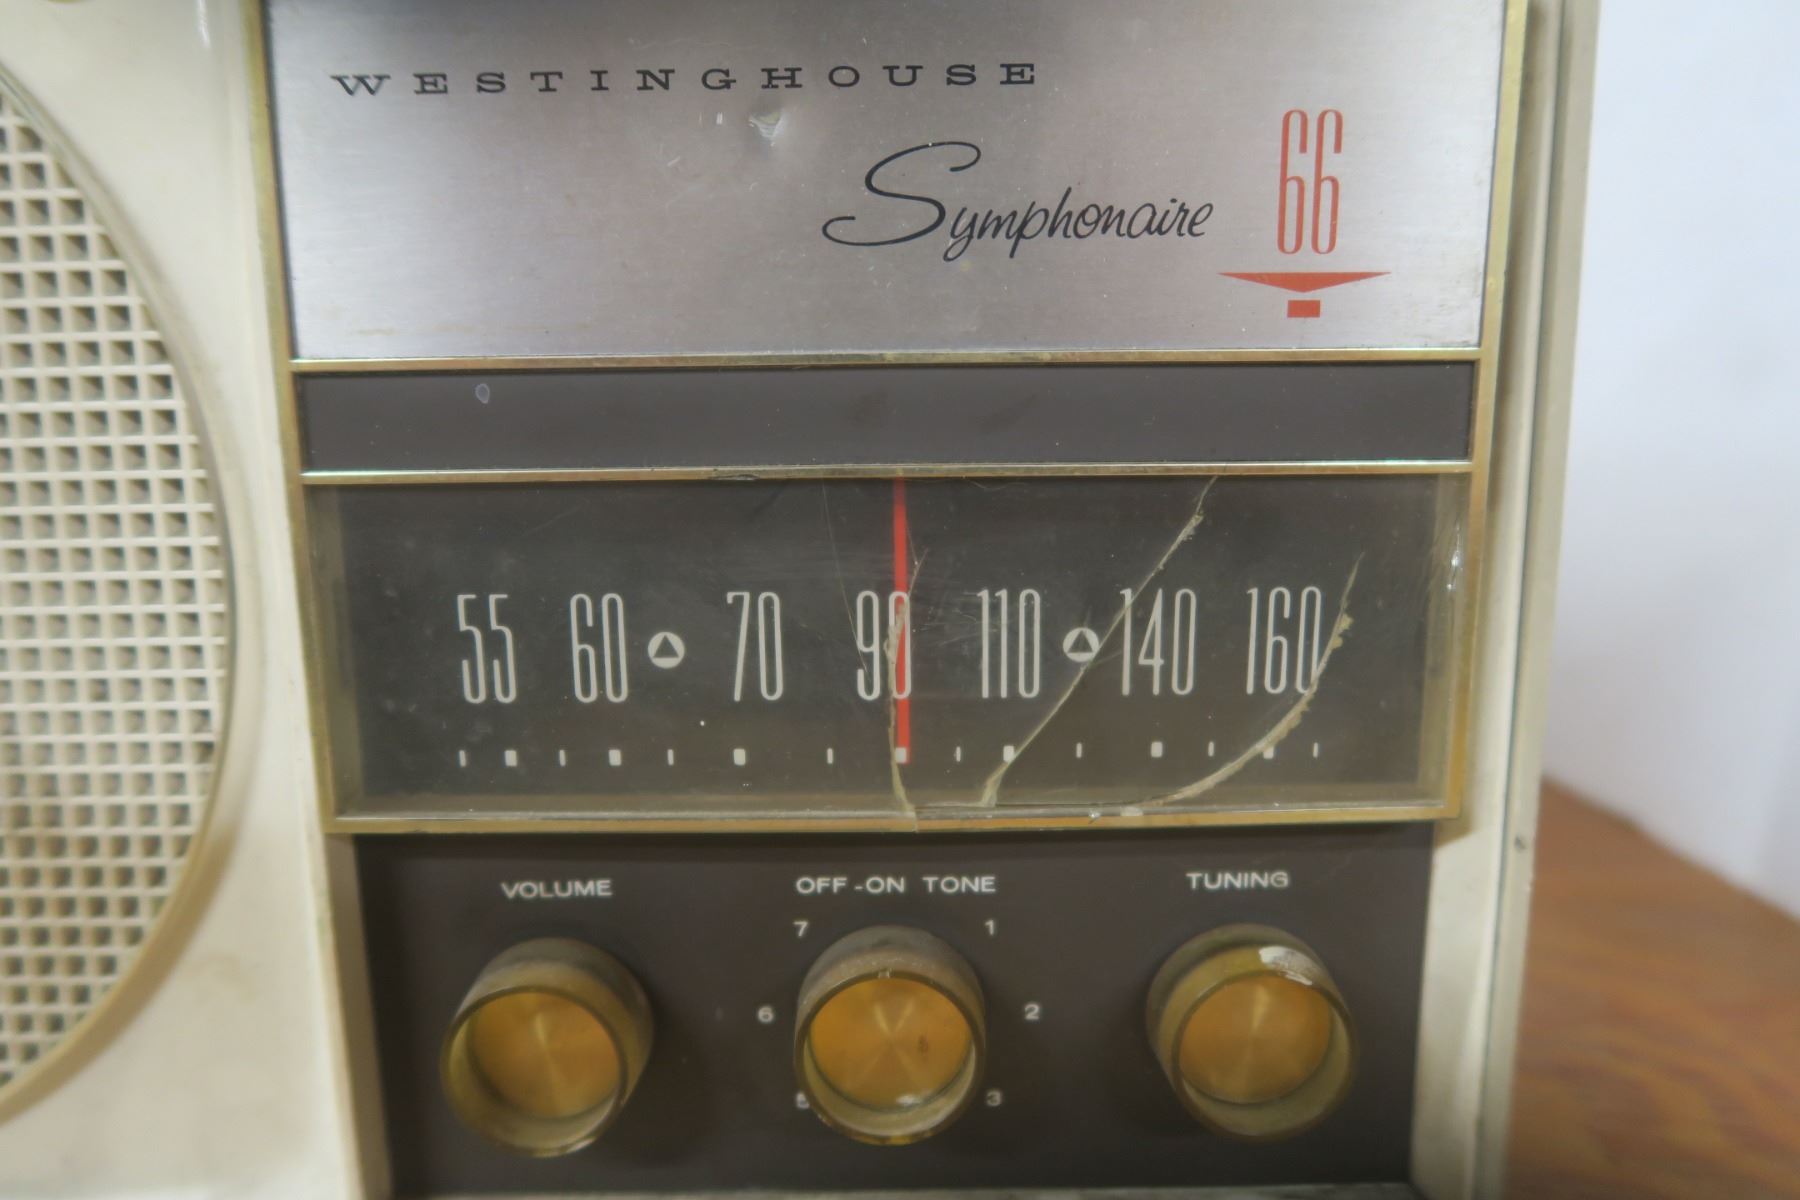 WESTINGHOUSE
Symphonaire 66
55 60 70 90 110 140 160
VOLUME OFF-ON TONE TUNING
7 1
6 2
5 3